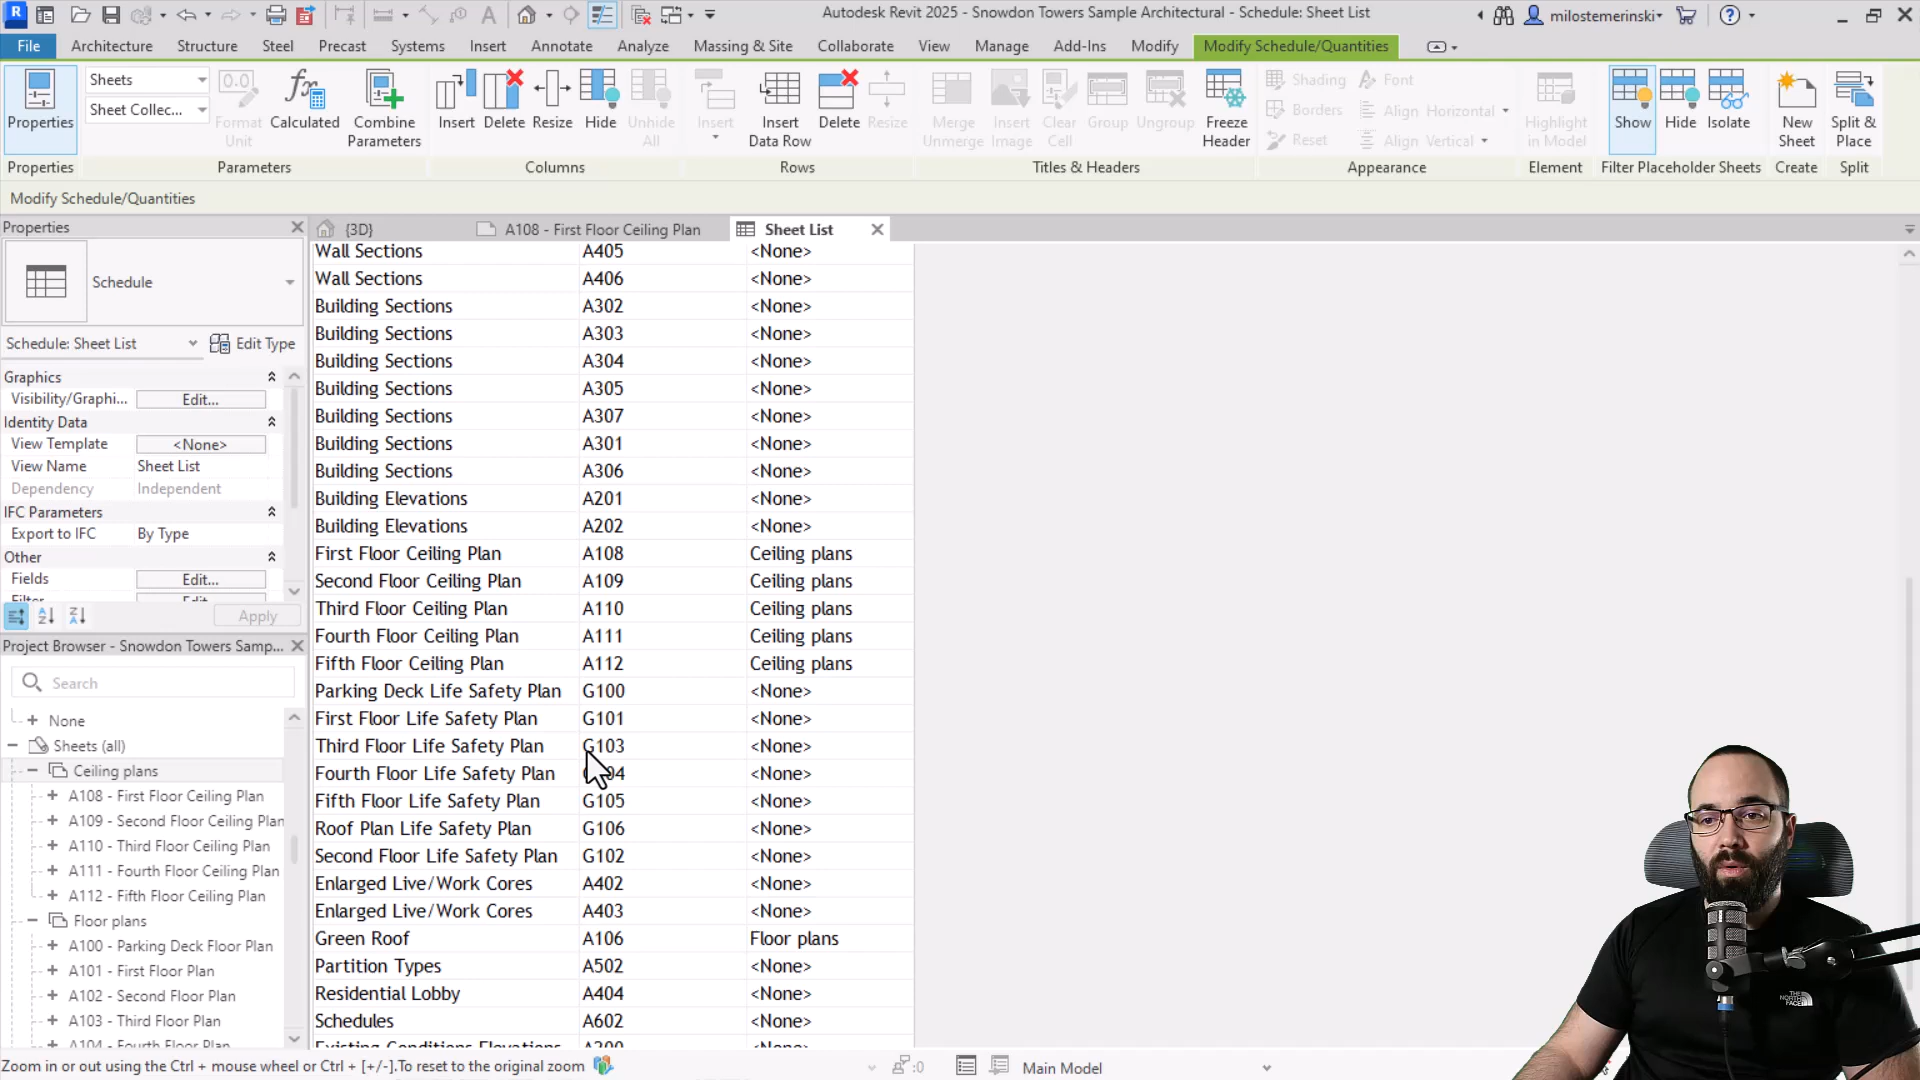 Autodesk Revit 2025 - Snowdon Towers Sample Architectural - Schedule: Sheet List
milostemerinski
File Architecture Structure Steel Precast Systems Insert Annotate Analyze Massing & Site Collaborate View Manage Add-Ins Modify Modify Schedule/Quantities
Properties
Sheets
Sheet Collec...
Format Unit
Calculated
Combine Parameters
Insert Delete Resize Hide Unhide All
Insert
Insert Data Row
Delete Resize
Merge Unmerge
Insert Image
Clear Cell
Group Ungroup
Freeze Header
Shading
Borders
Reset
Font
Align Horizontal
Align Vertical
Highlight in Model
Show Hide Isolate
New Sheet
Split & Place
Properties Parameters Columns Rows Titles & Headers Appearance Element Filter Placeholder Sheets Create Split
Modify Schedule/Quantities
Properties
Schedule
Schedule: Sheet List
Edit Type
Graphics
Visibility/Graphi... Edit...
Identity Data
View Template <None>
View Name Sheet List
Dependency Independent
IFC Parameters
Export to IFC By Type
Other
Fields Edit...
Filter Edit...
Apply
Project Browser - Snowdon Towers Samp...
Search
None
Sheets (all)
Ceiling plans
A108 - First Floor Ceiling Plan
A109 - Second Floor Ceiling Plan
A110 - Third Floor Ceiling Plan
A111 - Fourth Floor Ceiling Plan
A112 - Fifth Floor Ceiling Plan
Floor plans
A100 - Parking Deck Floor Plan
A101 - First Floor Plan
A102 - Second Floor Plan
A103 - Third Floor Plan
A104 - Fourth Floor Plan
{3D}
A108 - First Floor Ceiling Plan
Sheet List
Wall Sections A405 <None>
Wall Sections A406 <None>
Building Sections A302 <None>
Building Sections A303 <None>
Building Sections A304 <None>
Building Sections A305 <None>
Building Sections A307 <None>
Building Sections A301 <None>
Building Sections A306 <None>
Building Elevations A201 <None>
Building Elevations A202 <None>
First Floor Ceiling Plan A108 Ceiling plans
Second Floor Ceiling Plan A109 Ceiling plans
Third Floor Ceiling Plan A110 Ceiling plans
Fourth Floor Ceiling Plan A111 Ceiling plans
Fifth Floor Ceiling Plan A112 Ceiling plans
Parking Deck Life Safety Plan G100 <None>
First Floor Life Safety Plan G101 <None>
Third Floor Life Safety Plan G103 <None>
Fourth Floor Life Safety Plan <None>
Fifth Floor Life Safety Plan G105 <None>
Roof Plan Life Safety Plan G106 <None>
Second Floor Life Safety Plan G102 <None>
Enlarged Live/Work Cores A402 <None>
Enlarged Live/Work Cores A403 <None>
Green Roof A106 Floor plans
Partition Types A502 <None>
Residential Lobby A404 <None>
Schedules A602 <None>
Existing Conditions Elevations A200 <None>
Zoom in or out using the Ctrl + mouse wheel or Ctrl + [+/-].To reset to the original zoom
:0
Main Model
THE NORTH FACE